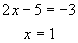 2x − 5 = −3
x = 1